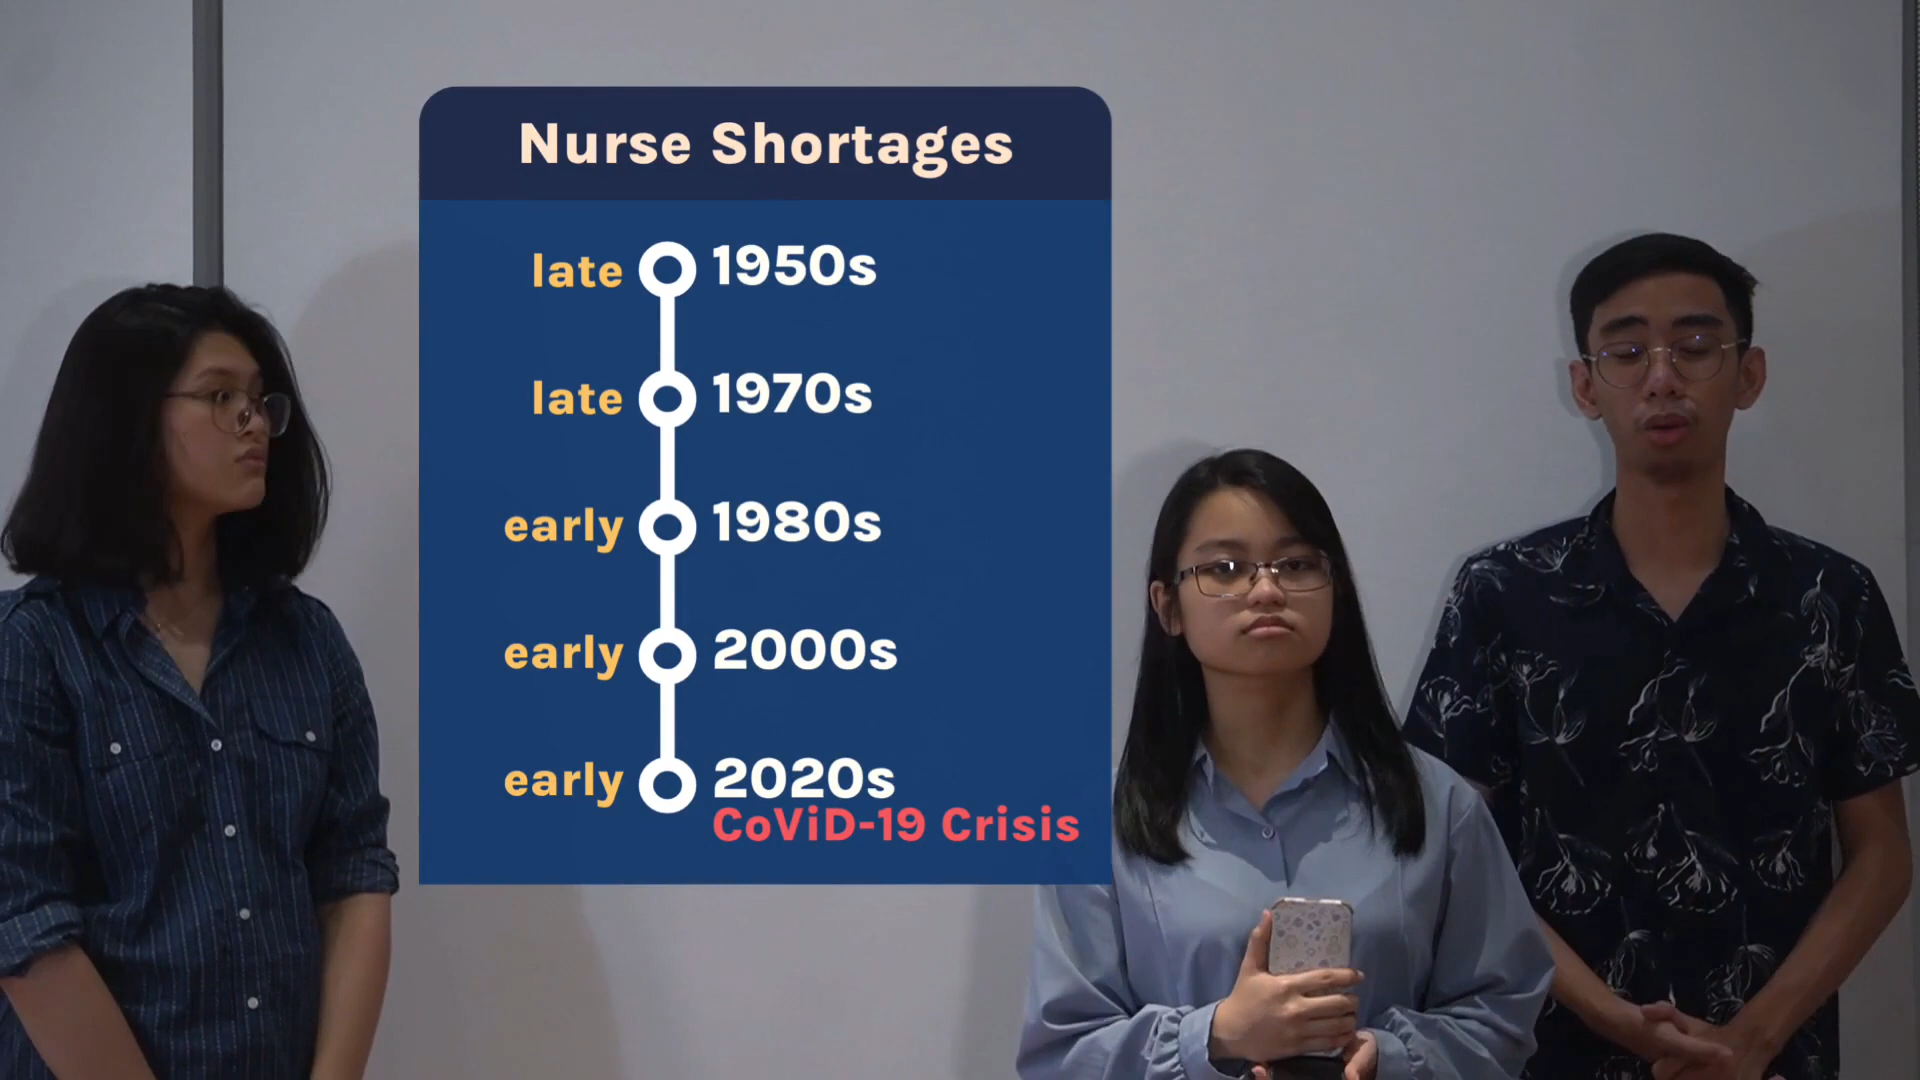 Nurse Shortages
late 1950s
late 1970s
early 1980s
early 2000s
early 2020s
CoViD-19 Crisis